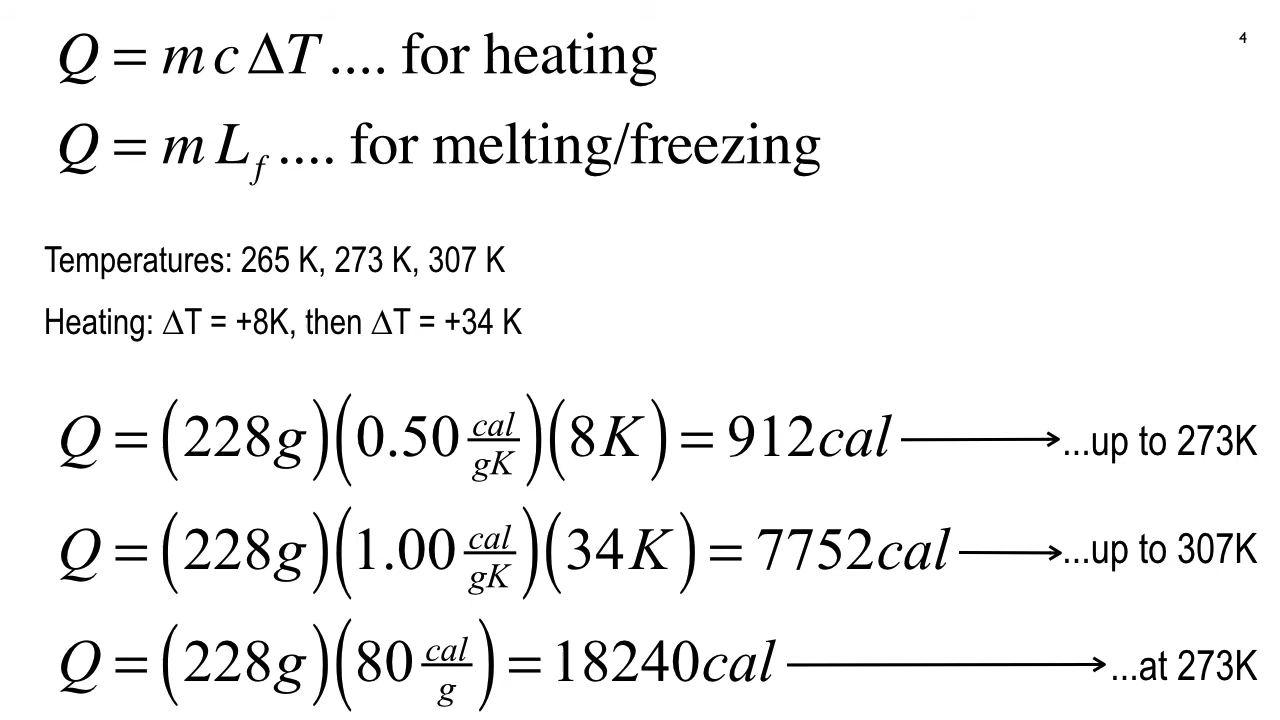 4
Q = m c ΔT .... for heating
Q = m L_f .... for melting/freezing
Temperatures: 265 K, 273 K, 307 K
Heating: ΔT = +8K, then ΔT = +34 K
Q = (228g)(0.50 cal/gK)(8K) = 912cal → ...up to 273K
Q = (228g)(1.00 cal/gK)(34K) = 7752cal → ...up to 307K
Q = (228g)(80 cal/g) = 18240cal → ...at 273K